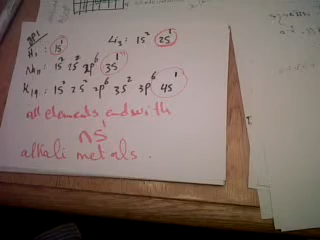 gp1
H₁: 1s¹ Li₃: 1s² 2s¹
Na₁₁: 1s² 2s² 2p⁶ 3s¹
K₁₉: 1s² 2s² 2p⁶ 3s² 3p⁶ 4s¹
all elements end with
ns¹
alkali metals.